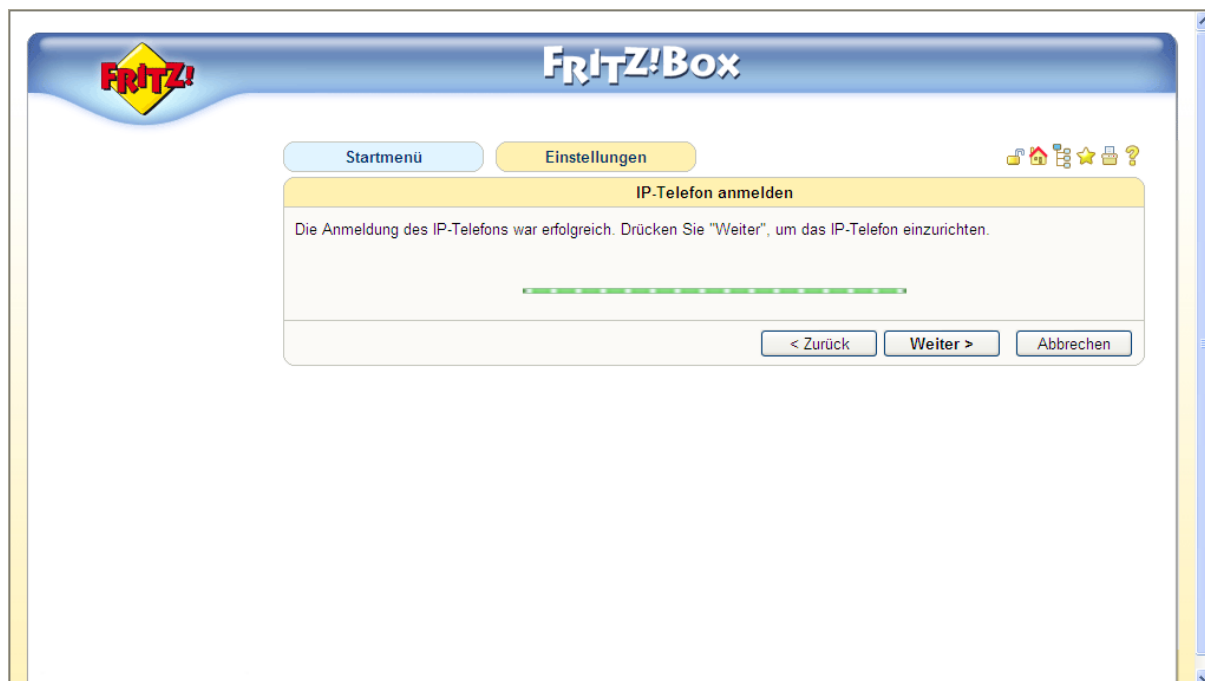 FRITZ!
FRITZ!BOX
Startmenü
Einstellungen
IP-Telefon anmelden
Die Anmeldung des IP-Telefons war erfolgreich. Drücken Sie "Weiter", um das IP-Telefon einzurichten.
< Zurück
Weiter >
Abbrechen